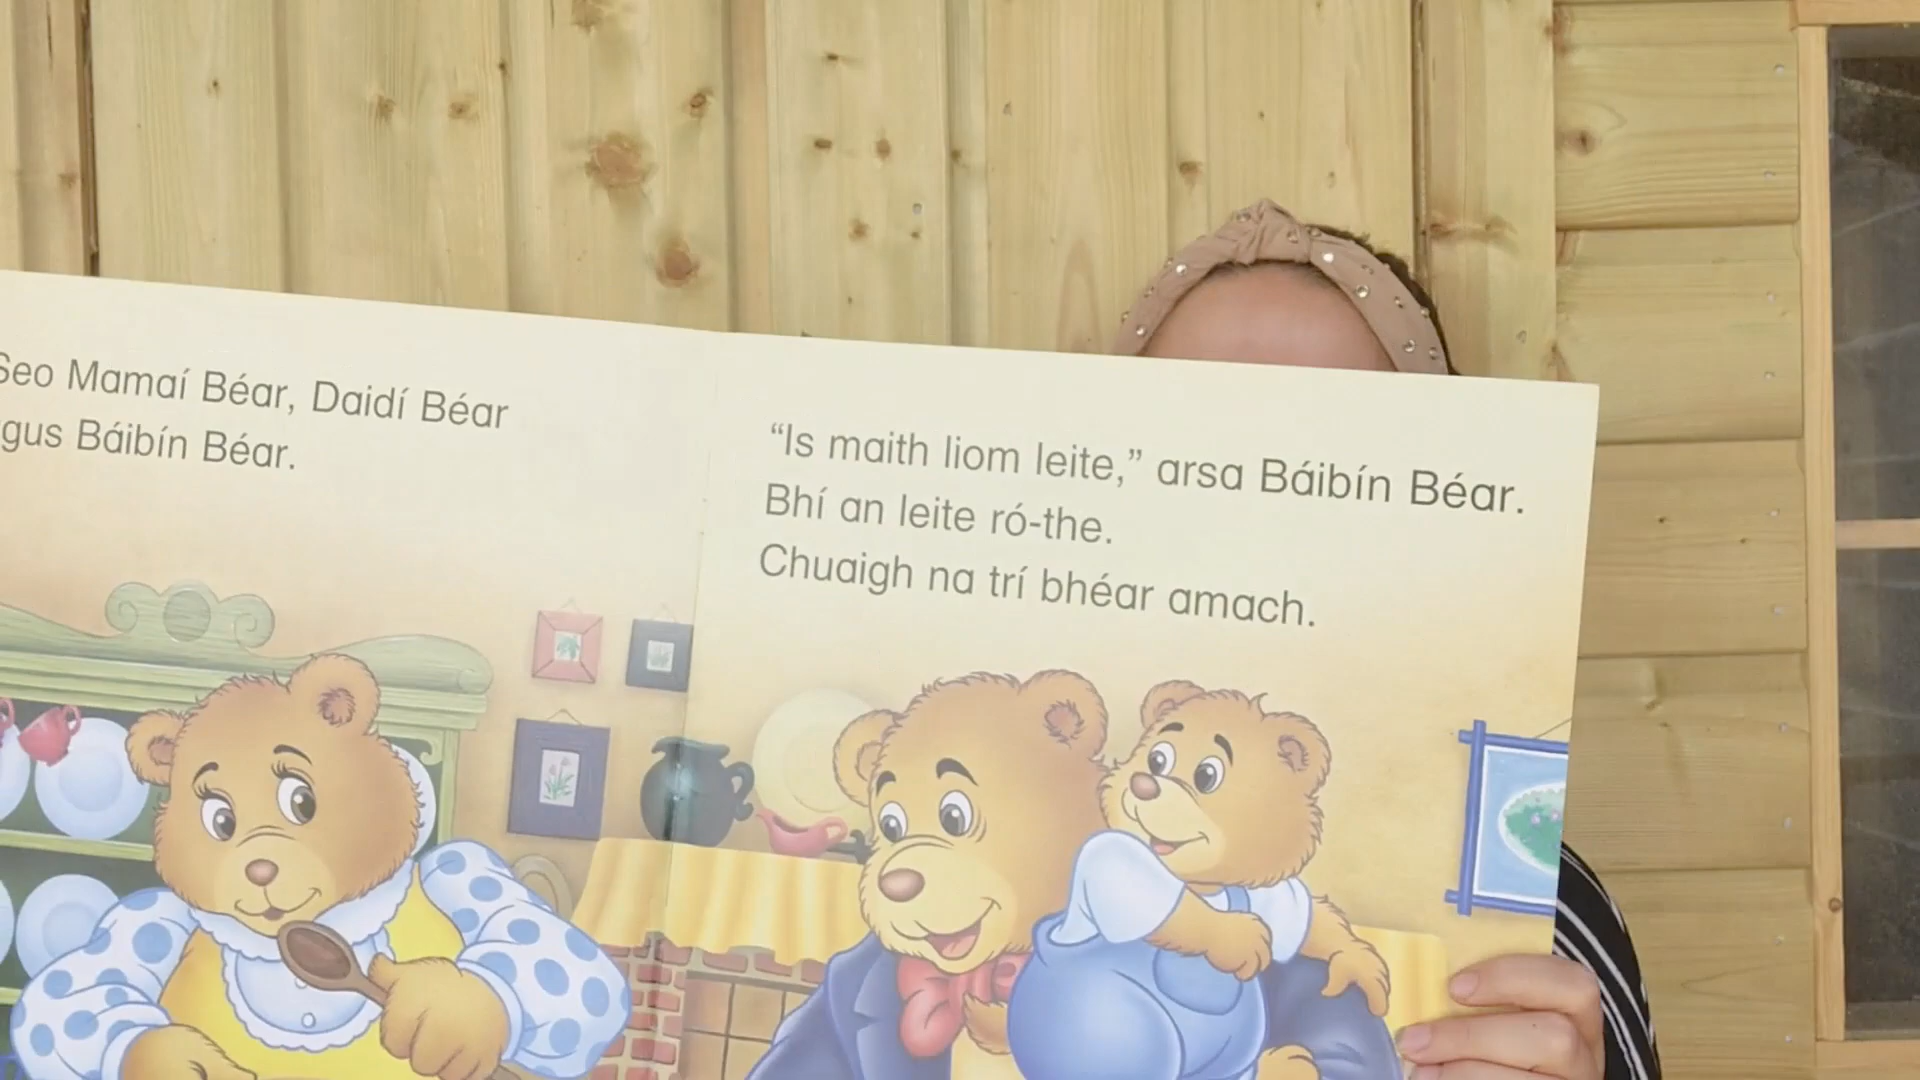 Seo Mamaí Béar, Daidí Béar
gus Báibín Béar.
“Is maith liom leite,” arsa Báibín Béar.
Bhí an leite ró-the.
Chuaigh na trí bhéar amach.